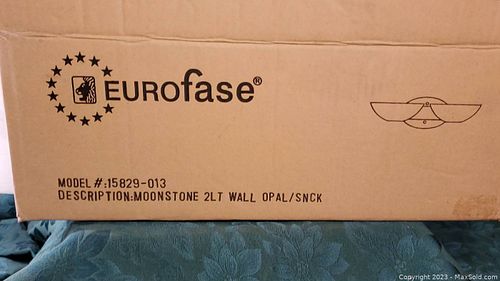 EUROfase®
MODEL #:15829-013
DESCRIPTION:MOONSTONE 2LT WALL OPAL/SNCK
Copyright 2023 - MaxSold.com